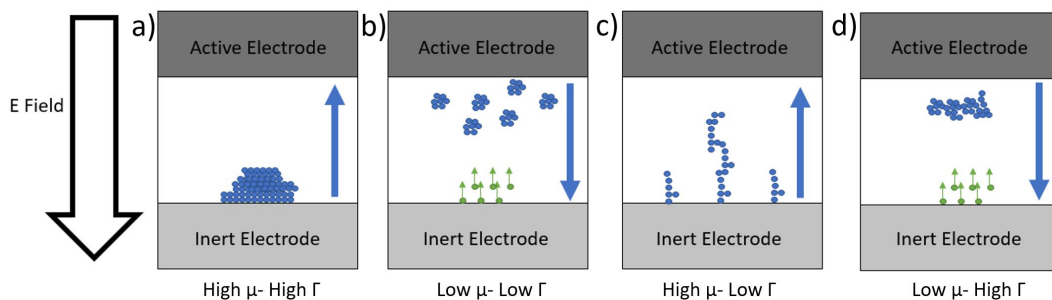 a)
Active Electrode
Inert Electrode
High μ- High Γ
b)
Active Electrode
Inert Electrode
Low μ- Low Γ
c)
Active Electrode
Inert Electrode
High μ- Low Γ
d)
Active Electrode
Inert Electrode
Low μ- High Γ
E Field